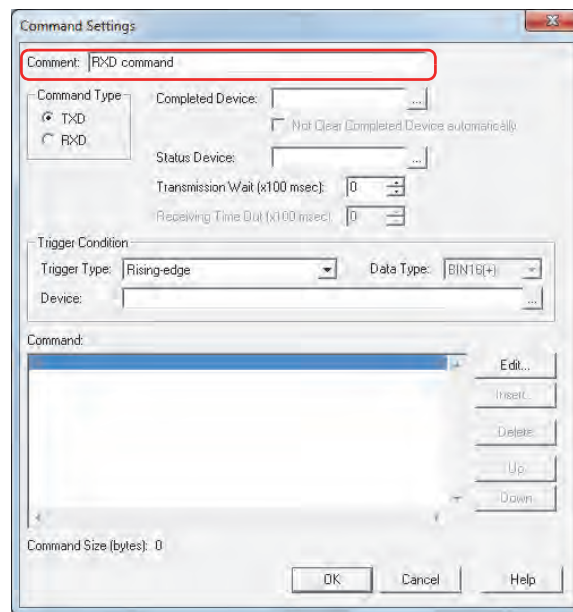 Command Settings
Comment: RXD command
Command Type
TXD
RXD
Completed Device: ...
Not Clear Completed Device automatically
Status Device: ...
Transmission Wait (x100 msec): 0
Receiving Time Out (x100 msec) 0
Trigger Condition
Trigger Type: Rising-edge Data Type: BIN16(+)
Device: ...
Command:
Edit...
Insert...
Delete
Up
Down
Command Size (bytes): 0
OK Cancel Help